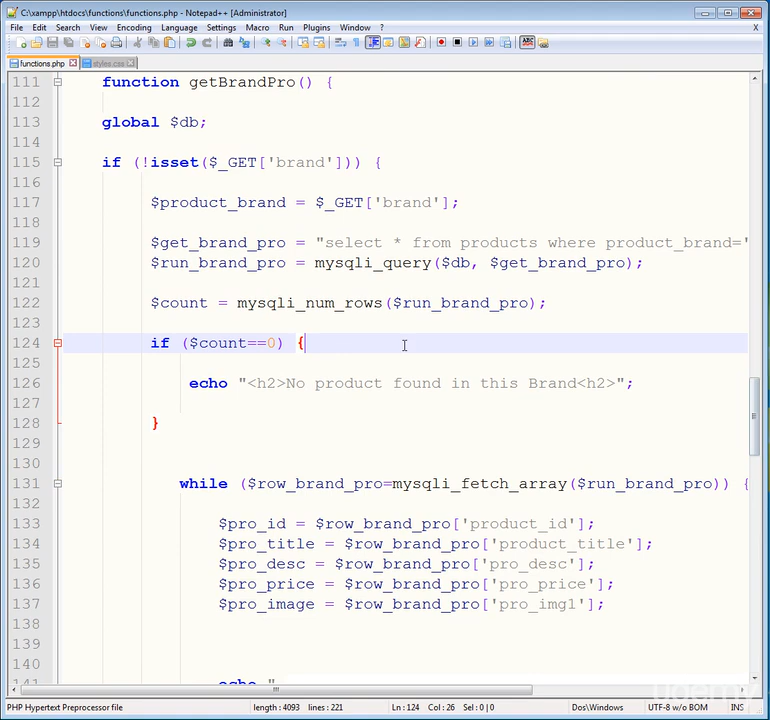 C:\xampp\htdocs\functions\functions.php - Notepad++ [Administrator]
File Edit Search View Encoding Language Settings Macro Run Plugins Window ? X
functions.php styles.css
111 function getBrandPro() {
112
113 global $db;
114
115 if (!isset($_GET['brand'])) {
116
117 $product_brand = $_GET['brand'];
118
119 $get_brand_pro = "select * from products where product_brand='
120 $run_brand_pro = mysqli_query($db, $get_brand_pro);
121
122 $count = mysqli_num_rows($run_brand_pro);
123
124 if ($count==0) {
125
126 echo "<h2>No product found in this Brand<h2>";
127
128 }
129
130
131 while ($row_brand_pro=mysqli_fetch_array($run_brand_pro)) {
132
133 $pro_id = $row_brand_pro['product_id'];
134 $pro_title = $row_brand_pro['product_title'];
135 $pro_desc = $row_brand_pro['pro_desc'];
136 $pro_price = $row_brand_pro['pro_price'];
137 $pro_image = $row_brand_pro['pro_img1'];
138
139
140
141 echo "
udemy
PHP Hypertext Preprocessor file length : 4093 lines : 221 Ln : 124 Col : 26 Sel : 0 | 0 Dos\Windows UTF-8 w/o BOM INS